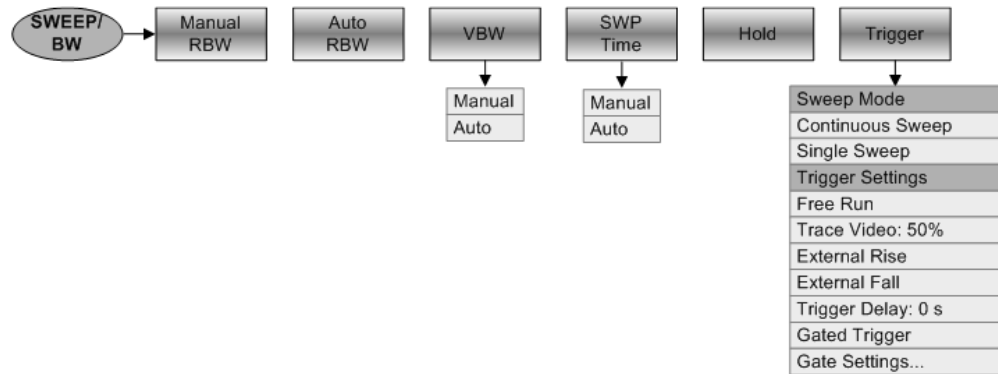 SWEEP/
BW
Manual
RBW
Auto
RBW
VBW
SWP
Time
Hold
Trigger
Manual
Auto
Manual
Auto
Sweep Mode
Continuous Sweep
Single Sweep
Trigger Settings
Free Run
Trace Video: 50%
External Rise
External Fall
Trigger Delay: 0 s
Gated Trigger
Gate Settings...